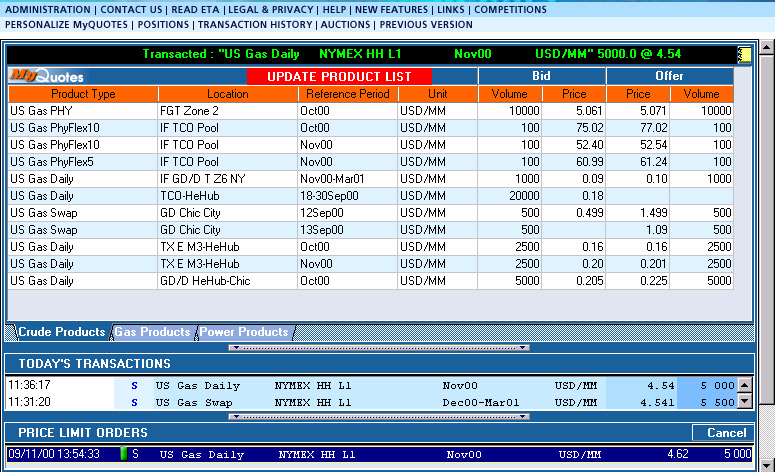 ADMINISTRATION | CONTACT US | READ ETA | LEGAL & PRIVACY | HELP | NEW FEATURES | LINKS | COMPETITIONS
PERSONALIZE MyQUOTES | POSITIONS | TRANSACTION HISTORY | AUCTIONS | PREVIOUS VERSION
Transacted : "US Gas Daily NYMEX HH L1 Nov00 USD/MM" 5000.0 @ 4.54
MyQuotes UPDATE PRODUCT LIST Bid Offer
Product Type Location Reference Period Unit Volume Price Price Volume
US Gas PHY FGT Zone 2 Oct00 USD/MM 10000 5.061 5.071 10000
US Gas PhyFlex10 IF TCO Pool Oct00 USD/MM 100 75.02 77.02 100
US Gas PhyFlex10 IF TCO Pool Nov00 USD/MM 100 52.40 52.54 100
US Gas PhyFlex5 IF TCO Pool Nov00 USD/MM 100 60.99 61.24 100
US Gas Daily IF GD/D T Z6 NY Nov00-Mar01 USD/MM 1000 0.09 0.10 1000
US Gas Daily TCO-HeHub 18-30Sep00 USD/MM 20000 0.18
US Gas Swap GD Chic City 12Sep00 USD/MM 500 0.499 1.499 500
US Gas Swap GD Chic City 13Sep00 USD/MM 1.09 500
US Gas Daily TX E M3-HeHub Oct00 USD/MM 2500 0.16 0.16 2500
US Gas Daily TX E M3-HeHub Nov00 USD/MM 2500 0.20 0.201 2500
US Gas Daily GD/D HeHub-Chic Oct00 USD/MM 5000 0.205 0.225 5000
Crude Products Gas Products Power Products
TODAY'S TRANSACTIONS
11:36:17 S US Gas Daily NYMEX HH L1 Nov00 USD/MM 4.54 5 000
11:31:20 S US Gas Swap NYMEX HH L1 Dec00-Mar01 USD/MM 4.541 5 500
PRICE LIMIT ORDERS Cancel
09/11/00 13:54:33 S US Gas Daily NYMEX HH L1 Nov00 USD/MM 4.62 5 000